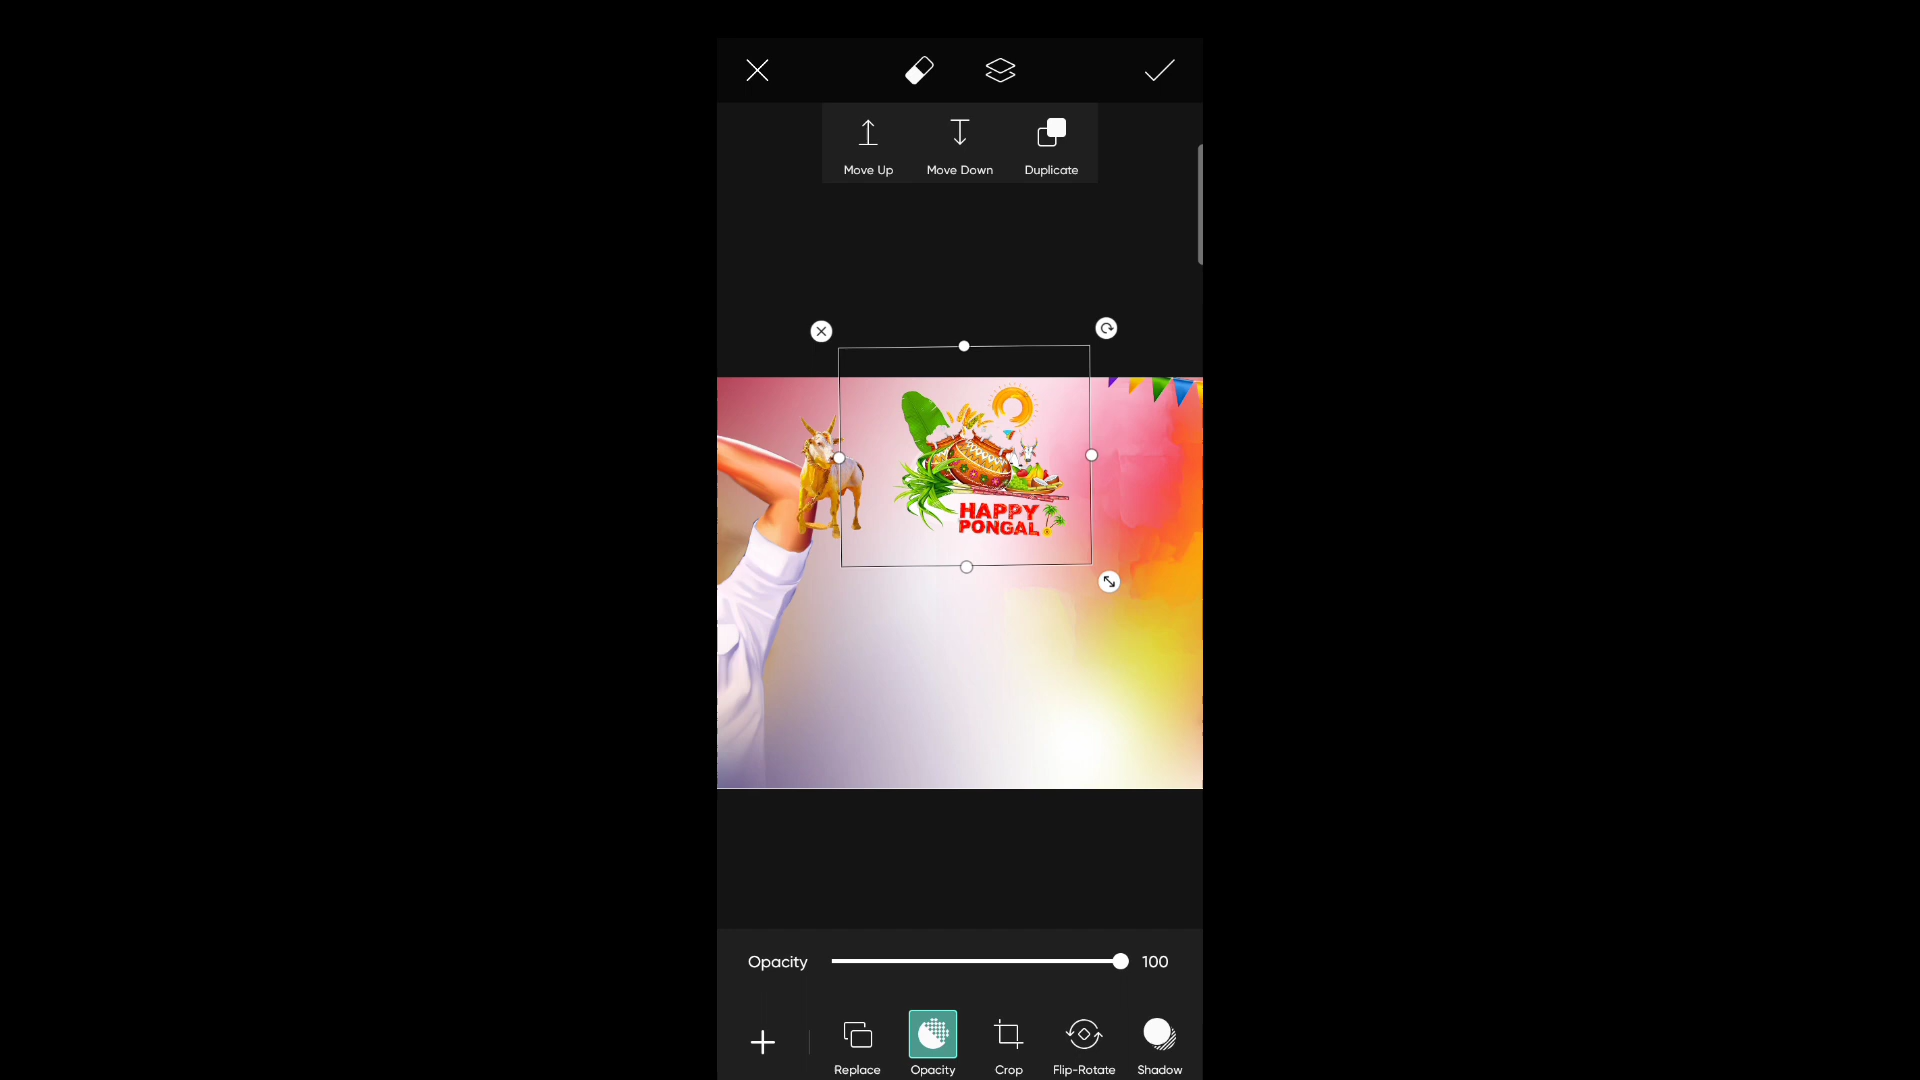 Move Up Move Down Duplicate
HAPPY
PONGAL
Opacity 100
Replace Opacity Crop Flip-Rotate Shadow